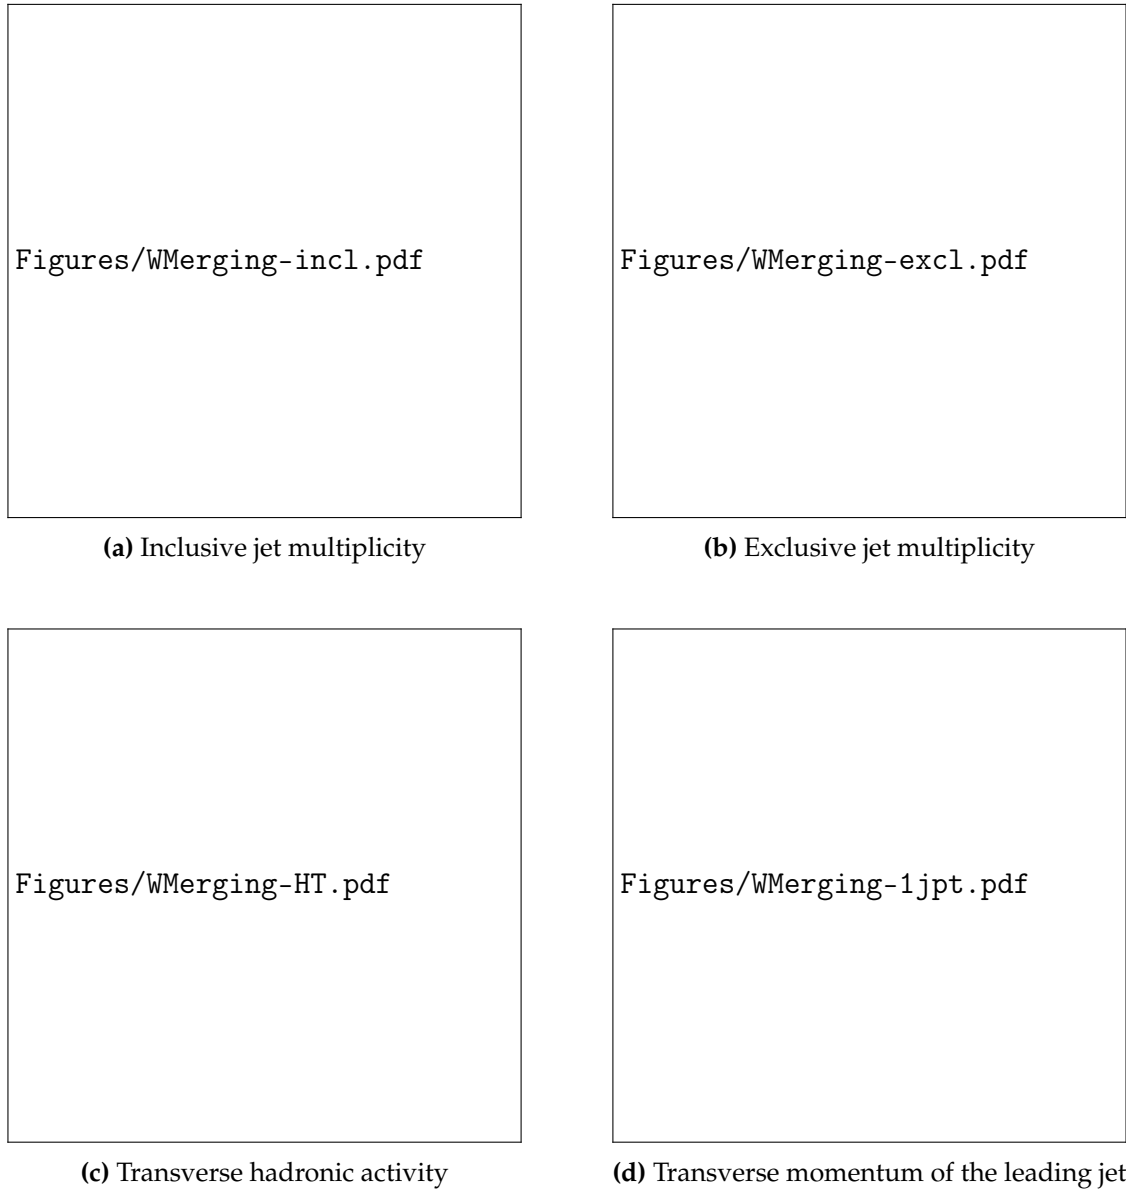 Figures/WMerging-incl.pdf
Figures/WMerging-excl.pdf
(a) Inclusive jet multiplicity
(b) Exclusive jet multiplicity
Figures/WMerging-HT.pdf
Figures/WMerging-1jpt.pdf
(c) Transverse hadronic activity
(d) Transverse momentum of the leading jet